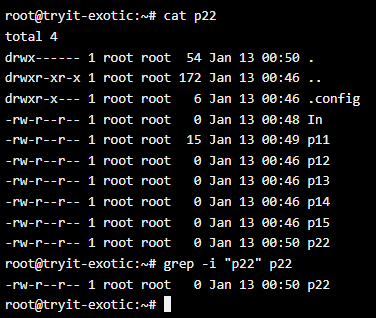 root@tryit-exotic:~# cat p22
total 4
drwx------ 1 root root  54 Jan 13 00:50 .
drwxr-xr-x 1 root root 172 Jan 13 00:46 ..
drwxr-x--- 1 root root   6 Jan 13 00:46 .config
-rw-r--r-- 1 root root   0 Jan 13 00:48 In
-rw-r--r-- 1 root root  15 Jan 13 00:49 p11
-rw-r--r-- 1 root root   0 Jan 13 00:46 p12
-rw-r--r-- 1 root root   0 Jan 13 00:46 p13
-rw-r--r-- 1 root root   0 Jan 13 00:46 p14
-rw-r--r-- 1 root root   0 Jan 13 00:46 p15
-rw-r--r-- 1 root root   0 Jan 13 00:50 p22
root@tryit-exotic:~# grep -i "p22" p22
-rw-r--r-- 1 root root   0 Jan 13 00:50 p22
root@tryit-exotic:~#